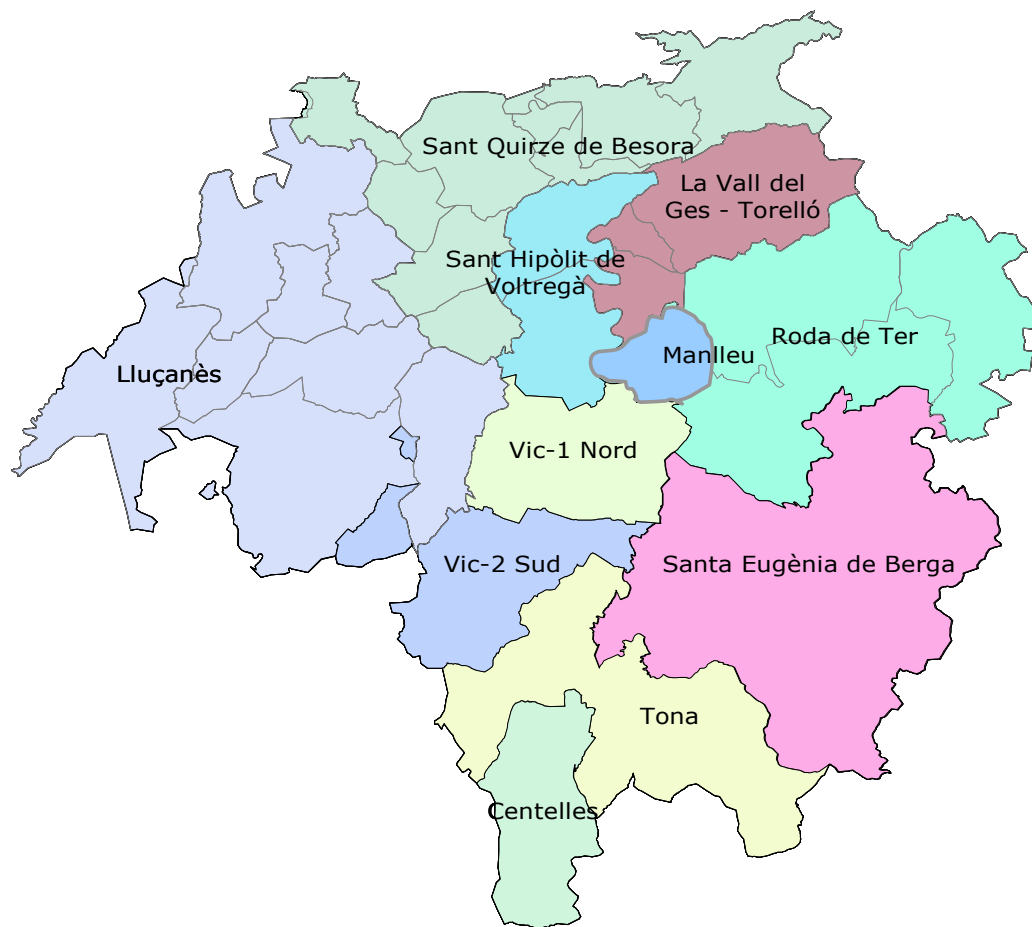 Sant Quirze de Besora
La Vall del
Ges - Torelló
Sant Hipòlit de
Voltregà
Roda de Ter
Manlleu
Lluçanès
Vic-1 Nord
Vic-2 Sud
Santa Eugènia de Berga
Tona
Centelles